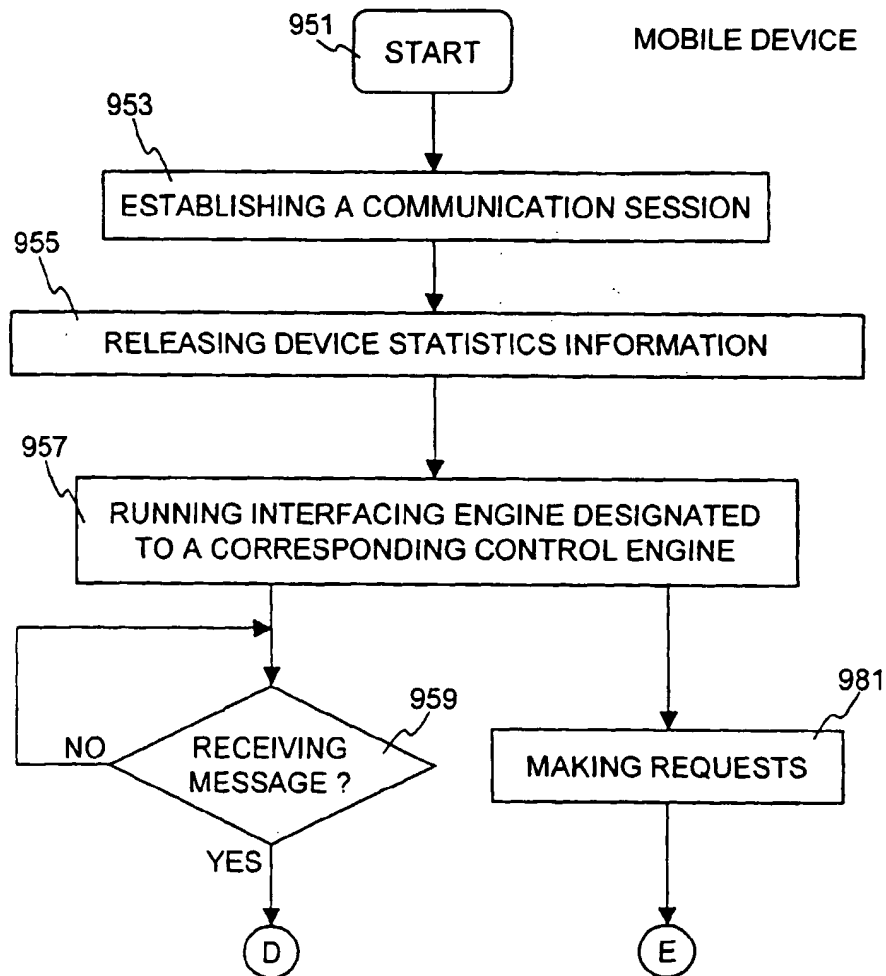 951
START
MOBILE DEVICE
953
ESTABLISHING A COMMUNICATION SESSION
955
RELEASING DEVICE STATISTICS INFORMATION
957
RUNNING INTERFACING ENGINE DESIGNATED
TO A CORRESPONDING CONTROL ENGINE
959
RECEIVING
MESSAGE ?
NO
YES
981
MAKING REQUESTS
D
E